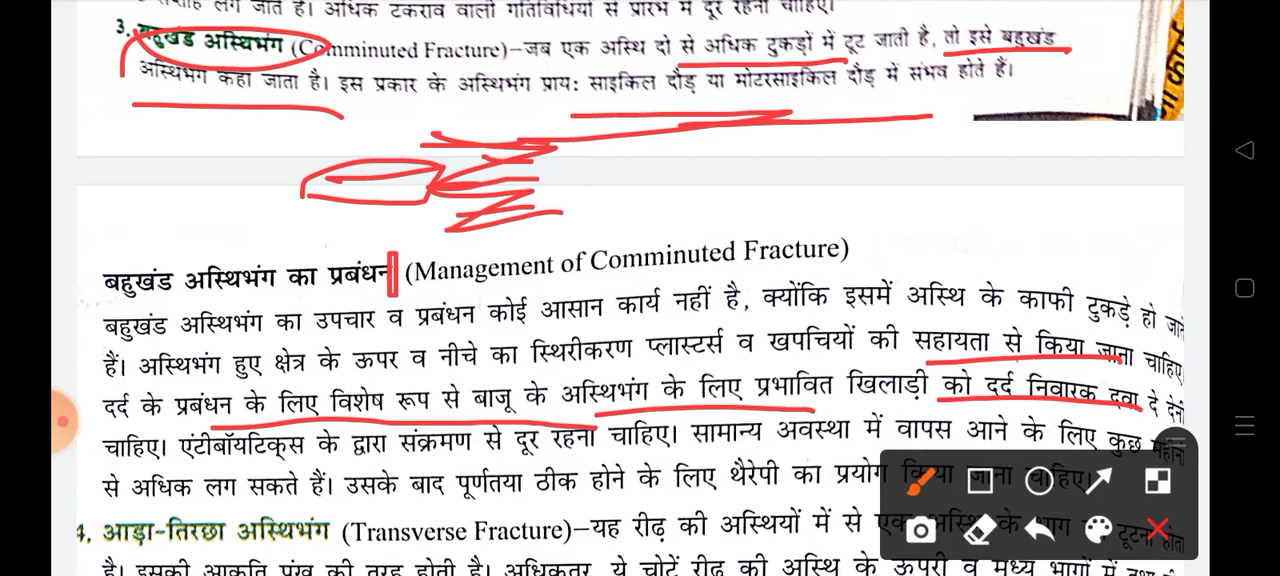 लग जाते हैं। अधिक टकराव वाली गतिविधियों से प्रारंभ में दूर रहना चाहिए।
3. बहुखंड अस्थिभंग (Comminuted Fracture)–जब एक अस्थि दो से अधिक टुकड़ों में टूट जाती है, तो इसे बहुखंड
अस्थिभंग कहा जाता है। इस प्रकार के अस्थिभंग प्राय: साइकिल दौड़ या मोटरसाइकिल दौड़ में संभव होते हैं।
बहुखंड अस्थिभंग का प्रबंधन (Management of Comminuted Fracture)
बहुखंड अस्थिभंग का उपचार व प्रबंधन कोई आसान कार्य नहीं है, क्योंकि इसमें अस्थि के काफी टुकड़े हो जाते
हैं। अस्थिभंग हुए क्षेत्र के ऊपर व नीचे का स्थिरीकरण प्लास्टर्स व खपचियों की सहायता से किया जाना चाहिए।
दर्द के प्रबंधन के लिए विशेष रूप से बाजू के अस्थिभंग के लिए प्रभावित खिलाड़ी को दर्द निवारक दवा दे देनी
चाहिए। एंटीबॉयटिक्स के द्वारा संक्रमण से दूर रहना चाहिए। सामान्य अवस्था में वापस आने के लिए कुछ महीने
से अधिक लग सकते हैं। उसके बाद पूर्णतया ठीक होने के लिए थैरेपी का प्रयोग किया जाना चाहिए।
4. आड़ा-तिरछा अस्थिभंग (Transverse Fracture)–यह रीढ़ की अस्थियों में से एक अस्थि के भाग टूटना होता
है। इसकी आकृति पंख की तरह होती है। अधिकतर, ये चोटें रीढ़ की अस्थि के ऊपरी व मध्य भागों में